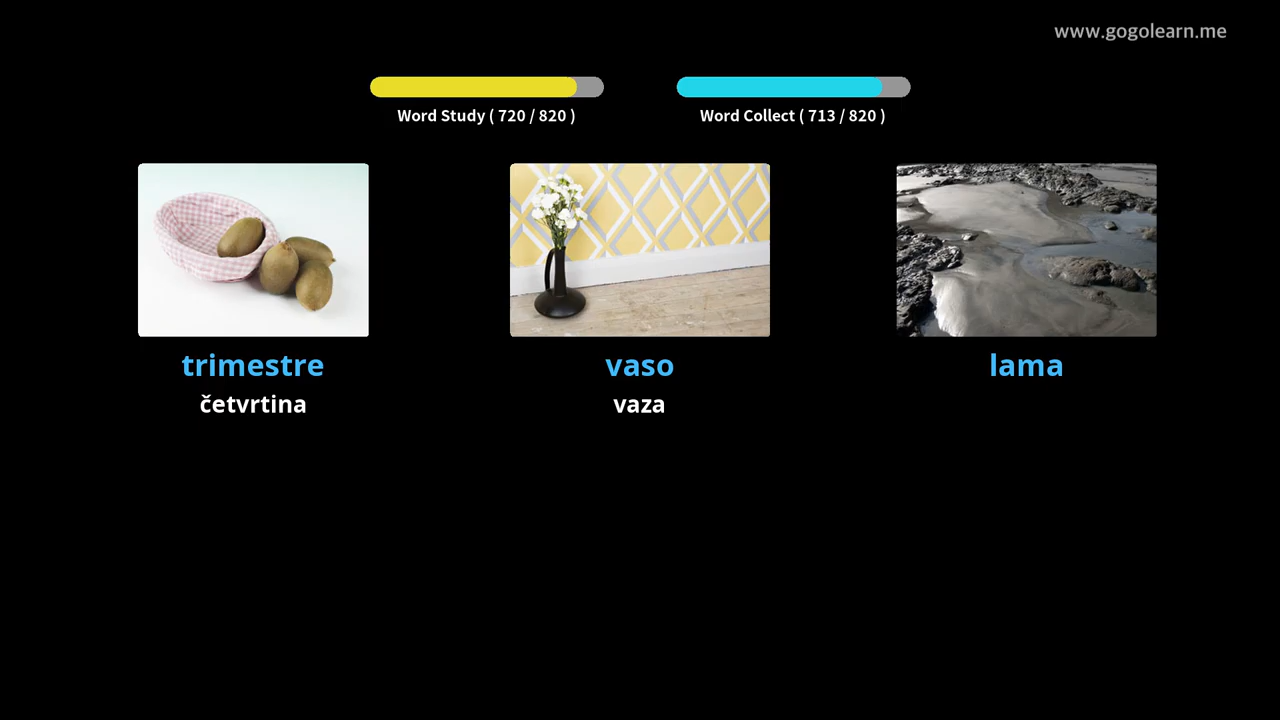 www.gogolearn.me
Word Study ( 720 / 820 )
Word Collect ( 713 / 820 )
trimestre
četvrtina
vaso
vaza
lama